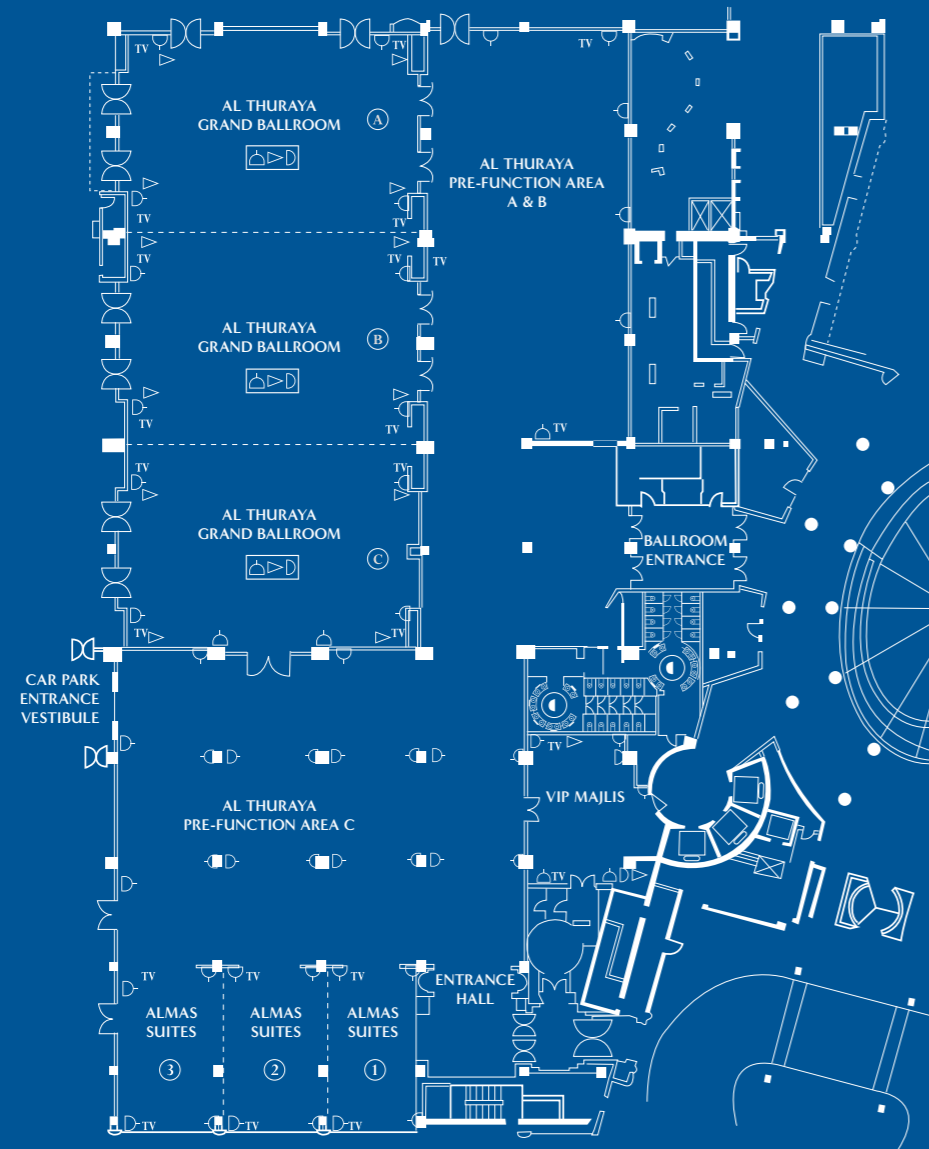 TV
TV
TV
AL THURAYA
GRAND BALLROOM
A
AL THURAYA
PRE-FUNCTION AREA
A & B
TV
TV
TV
TV
TV
AL THURAYA
GRAND BALLROOM
B
TV
TV
TV
TV
TV
AL THURAYA
GRAND BALLROOM
C
BALLROOM
ENTRANCE
TV
TV
CAR PARK
ENTRANCE
VESTIBULE
TV
VIP MAJLIS
AL THURAYA
PRE-FUNCTION AREA C
TV
TV
TV
TV
ENTRANCE
HALL
ALMAS
SUITES
3
ALMAS
SUITES
2
ALMAS
SUITES
1
TV
TV
TV